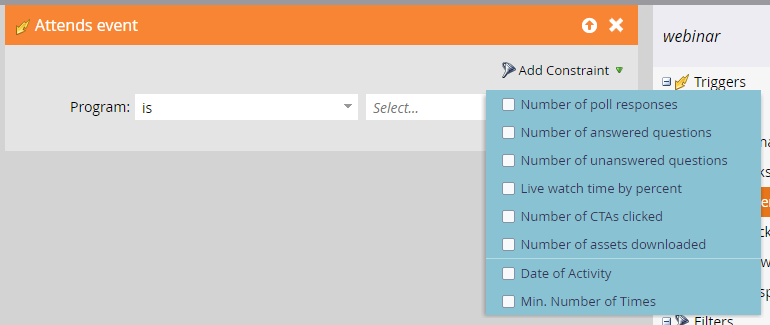 Attends event
webinar
Add Constraint
Triggers
Program: is Select...
Number of poll responses
Number of answered questions
Number of unanswered questions
Live watch time by percent
Number of CTAs clicked
Number of assets downloaded
Date of Activity
Min. Number of Times
Filters